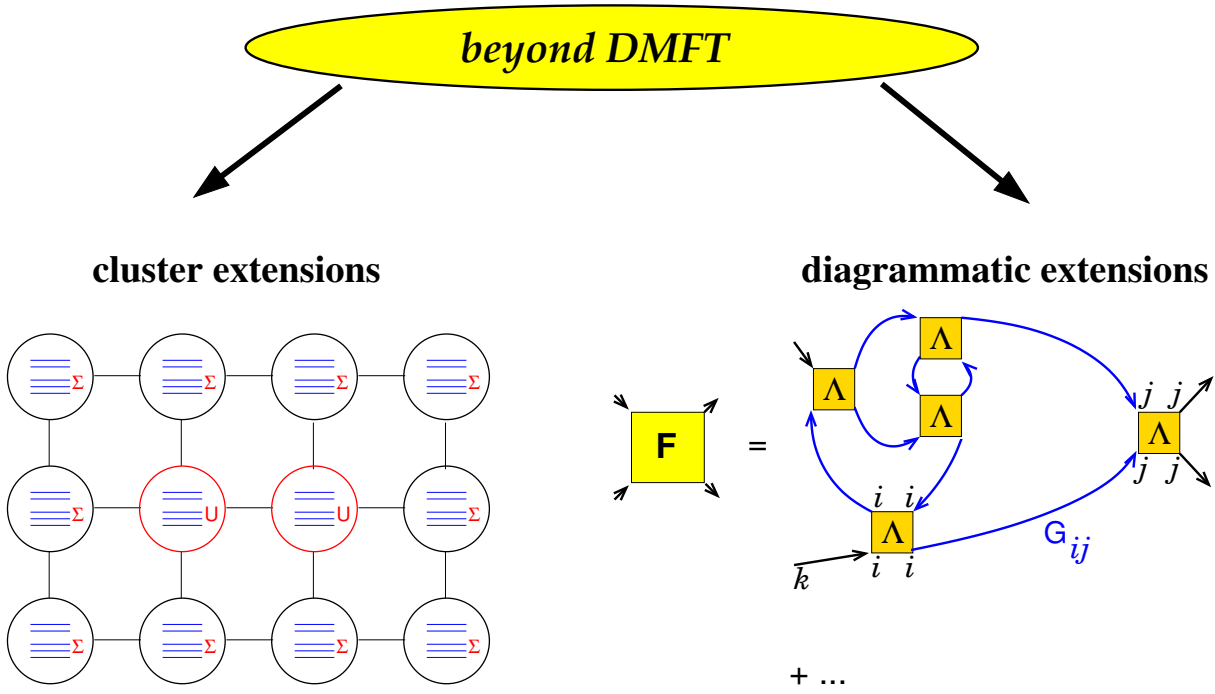 beyond DMFT
cluster extensions
diagrammatic extensions
Σ Σ Σ Σ
Σ U U Σ
Σ Σ Σ Σ
F =
Λ
Λ
Λ
j j
Λ
j j
i i
Λ
i i
k
G_ij
+ ...